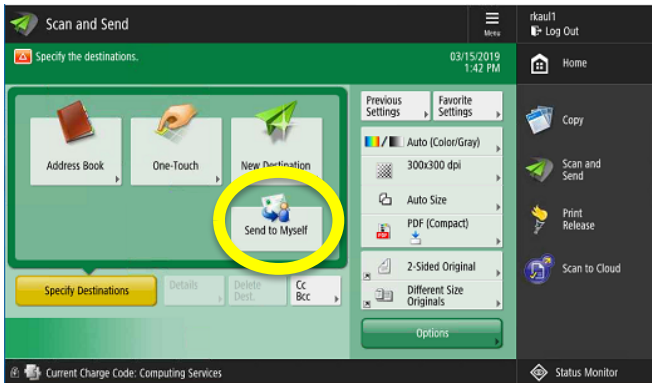 Scan and Send
Menu
rkaul1
Log Out
Specify the destinations.
03/15/2019
1:42 PM
Home
Address Book
One-Touch
New Destination
Send to Myself
Specify Destinations
Details
Delete
Dest.
Cc
Bcc
Previous
Settings
Favorite
Settings
Auto (Color/Gray)
300x300 dpi
Auto Size
PDF (Compact)
2-Sided Original
Different Size
Originals
Options
Copy
Scan and
Send
Print
Release
Scan to Cloud
Current Charge Code: Computing Services
Status Monitor